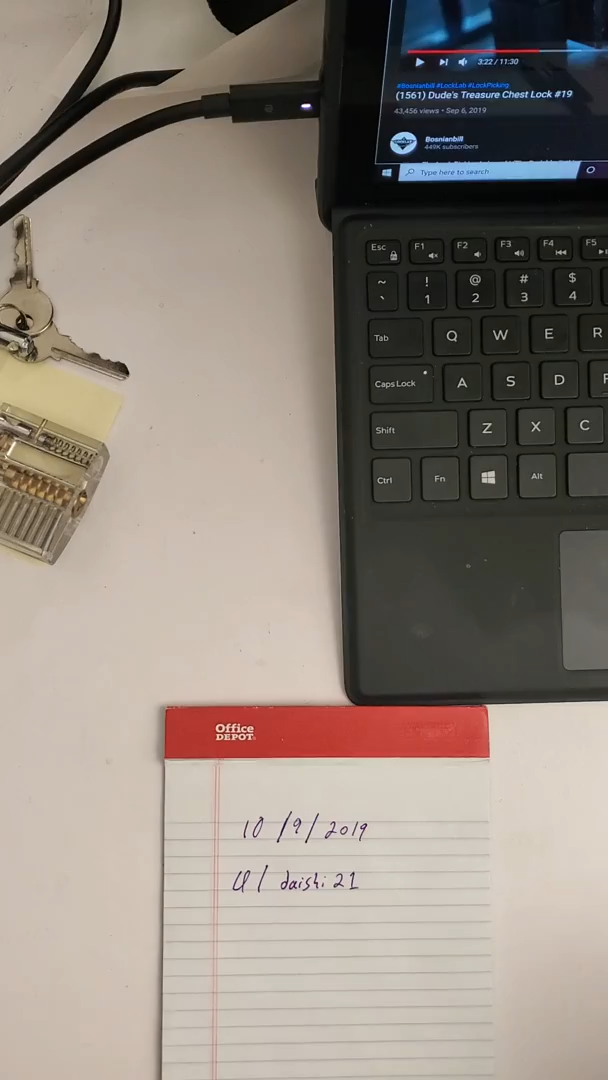 3:22 / 11:30
#Bosnianbill #LockLab #LockPicking
(1561) Dude's Treasure Chest Lock #19
43,456 views • Sep 6, 2019
Bosnianbill
449K subscribers
Type here to search
Esc F1 F2 F3 F4 F5
~ ! @ # $
` 1 2 3 4
Tab Q W E R
Caps Lock A S D F
Shift Z X C
Ctrl Fn Alt
Office
DEPOT
10/9/2019
U/daishi21